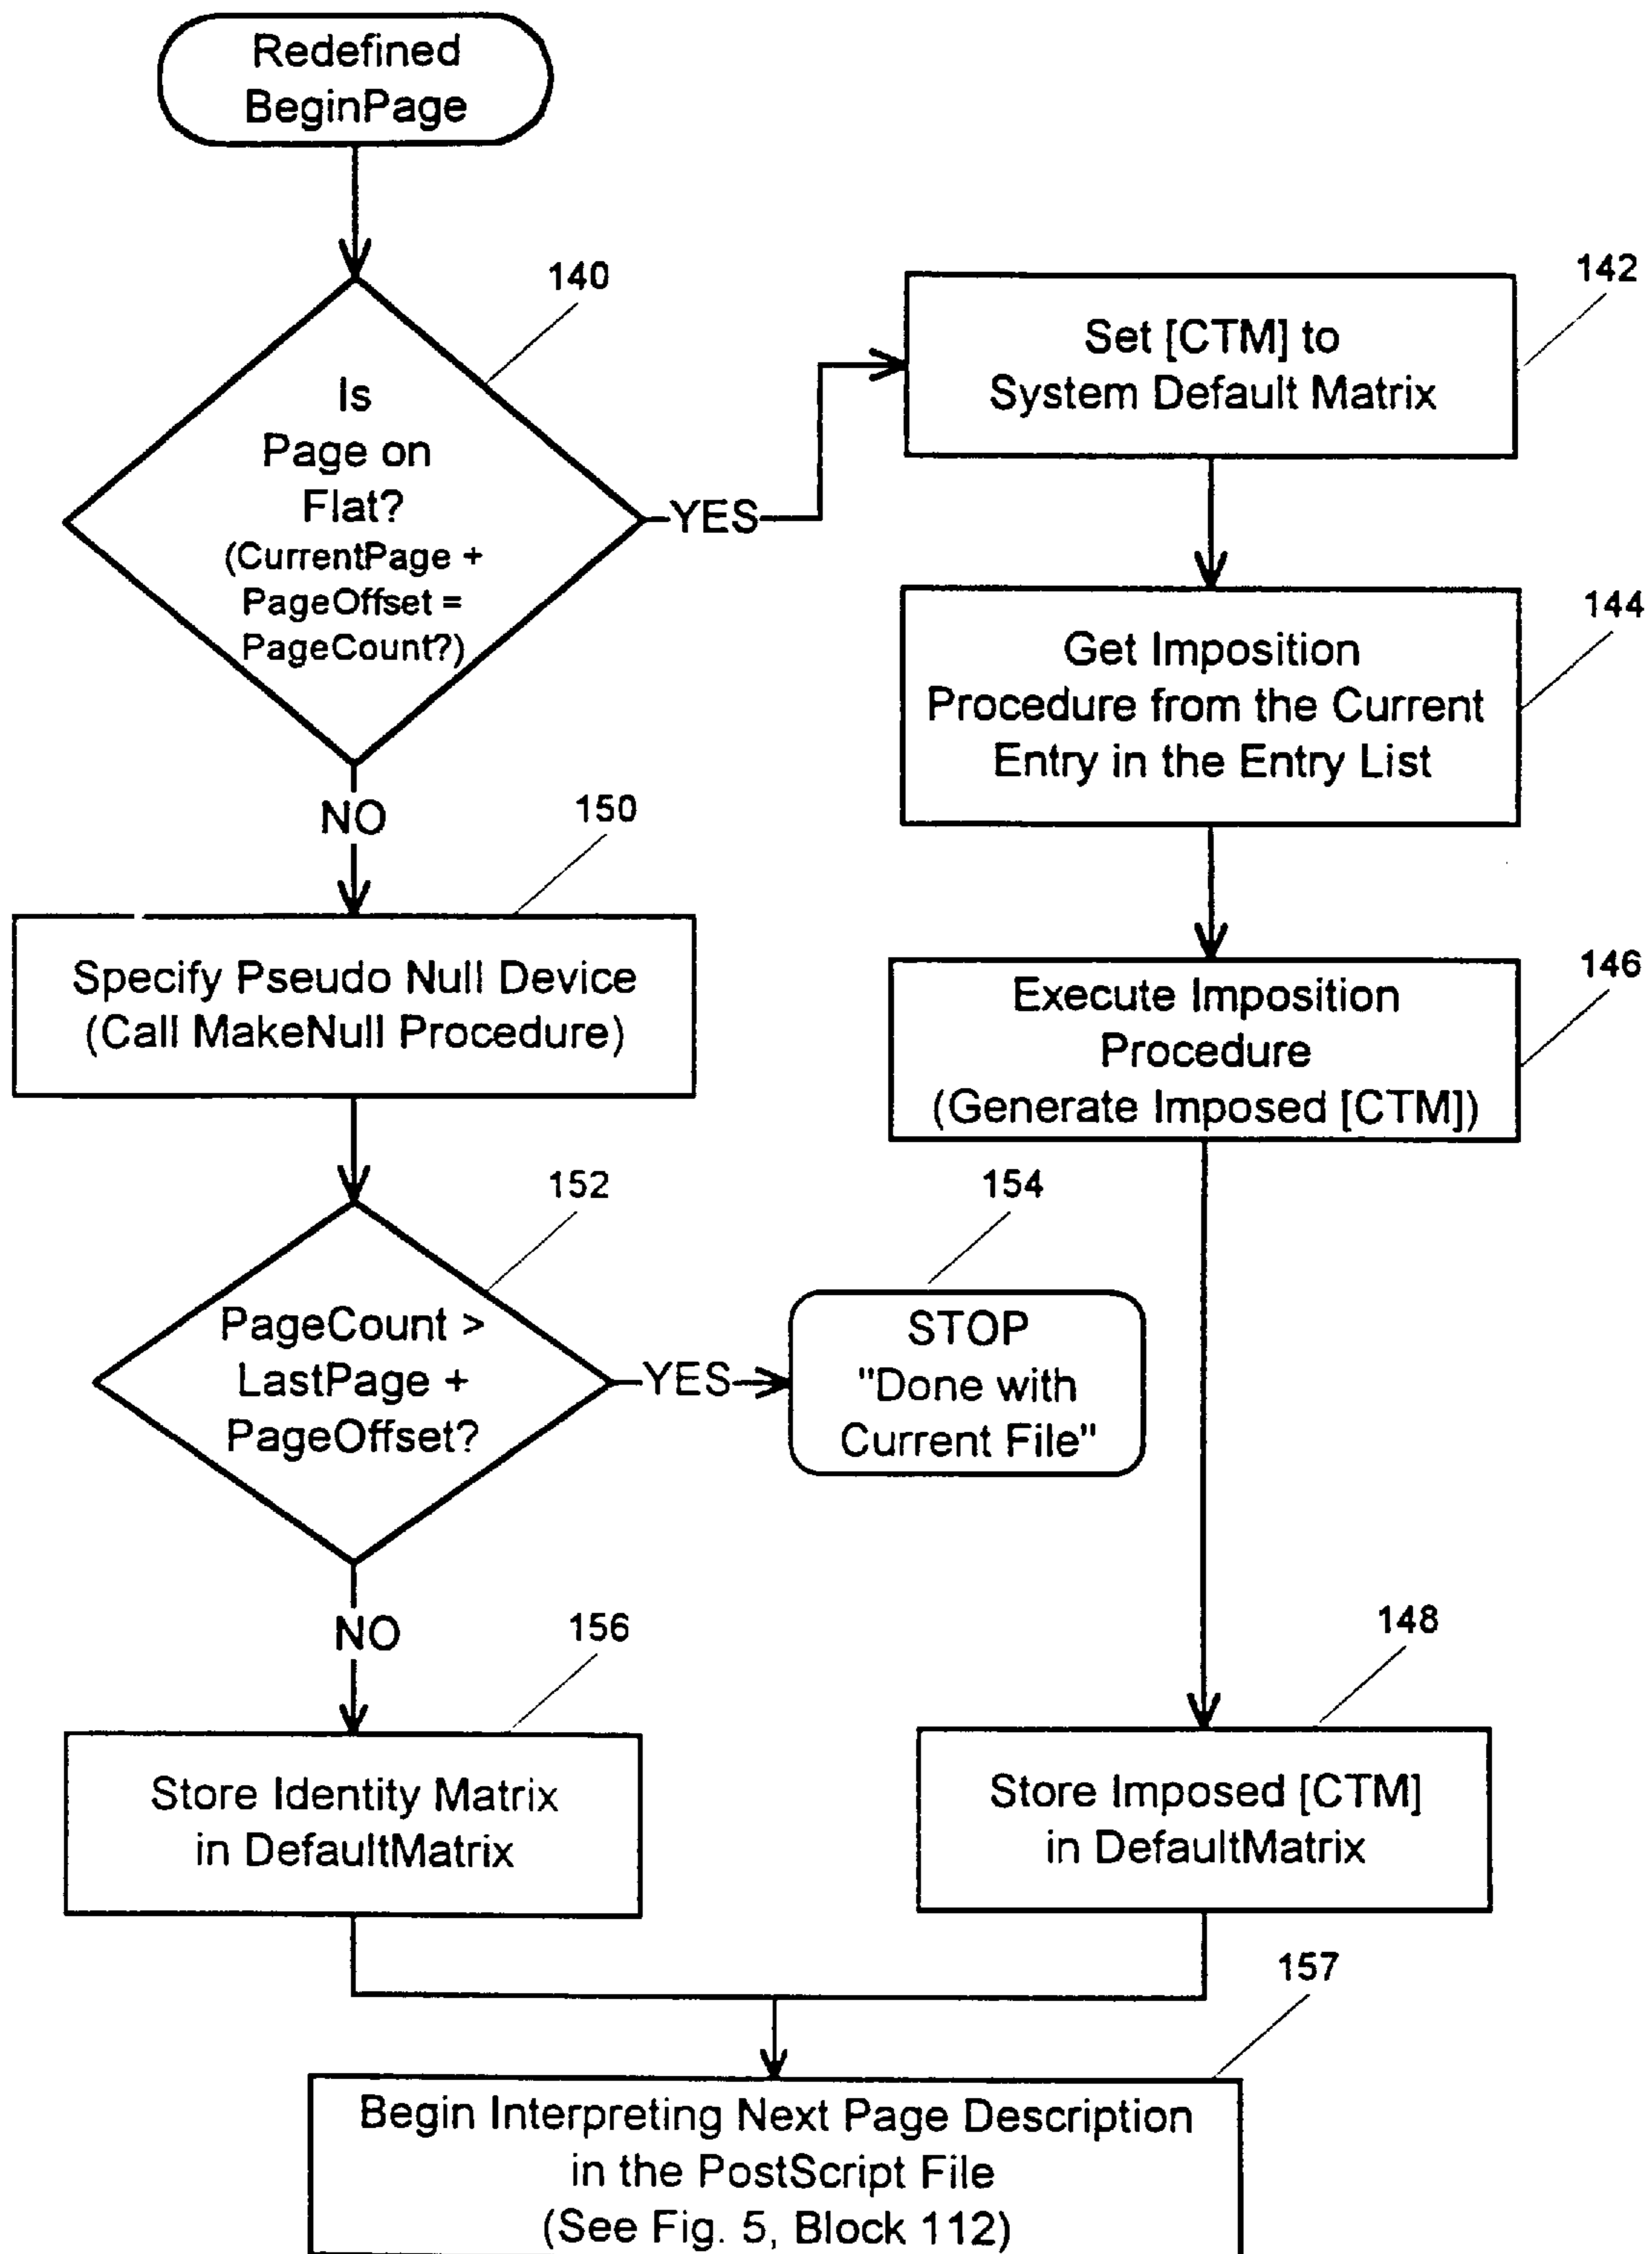 Redefined
BeginPage
140
Is
Page on
Flat?
(CurrentPage +
PageOffset =
PageCount?)
YES
142
Set [CTM] to
System Default Matrix
144
Get Imposition
Procedure from the Current
Entry in the Entry List
146
Execute Imposition
Procedure
(Generate Imposed [CTM])
NO
150
Specify Pseudo Null Device
(Call MakeNull Procedure)
152
PageCount >
LastPage +
PageOffset?
YES
154
STOP
"Done with
Current File"
NO
156
Store Identity Matrix
in DefaultMatrix
148
Store Imposed [CTM]
in DefaultMatrix
157
Begin Interpreting Next Page Description
in the PostScript File
(See Fig. 5, Block 112)